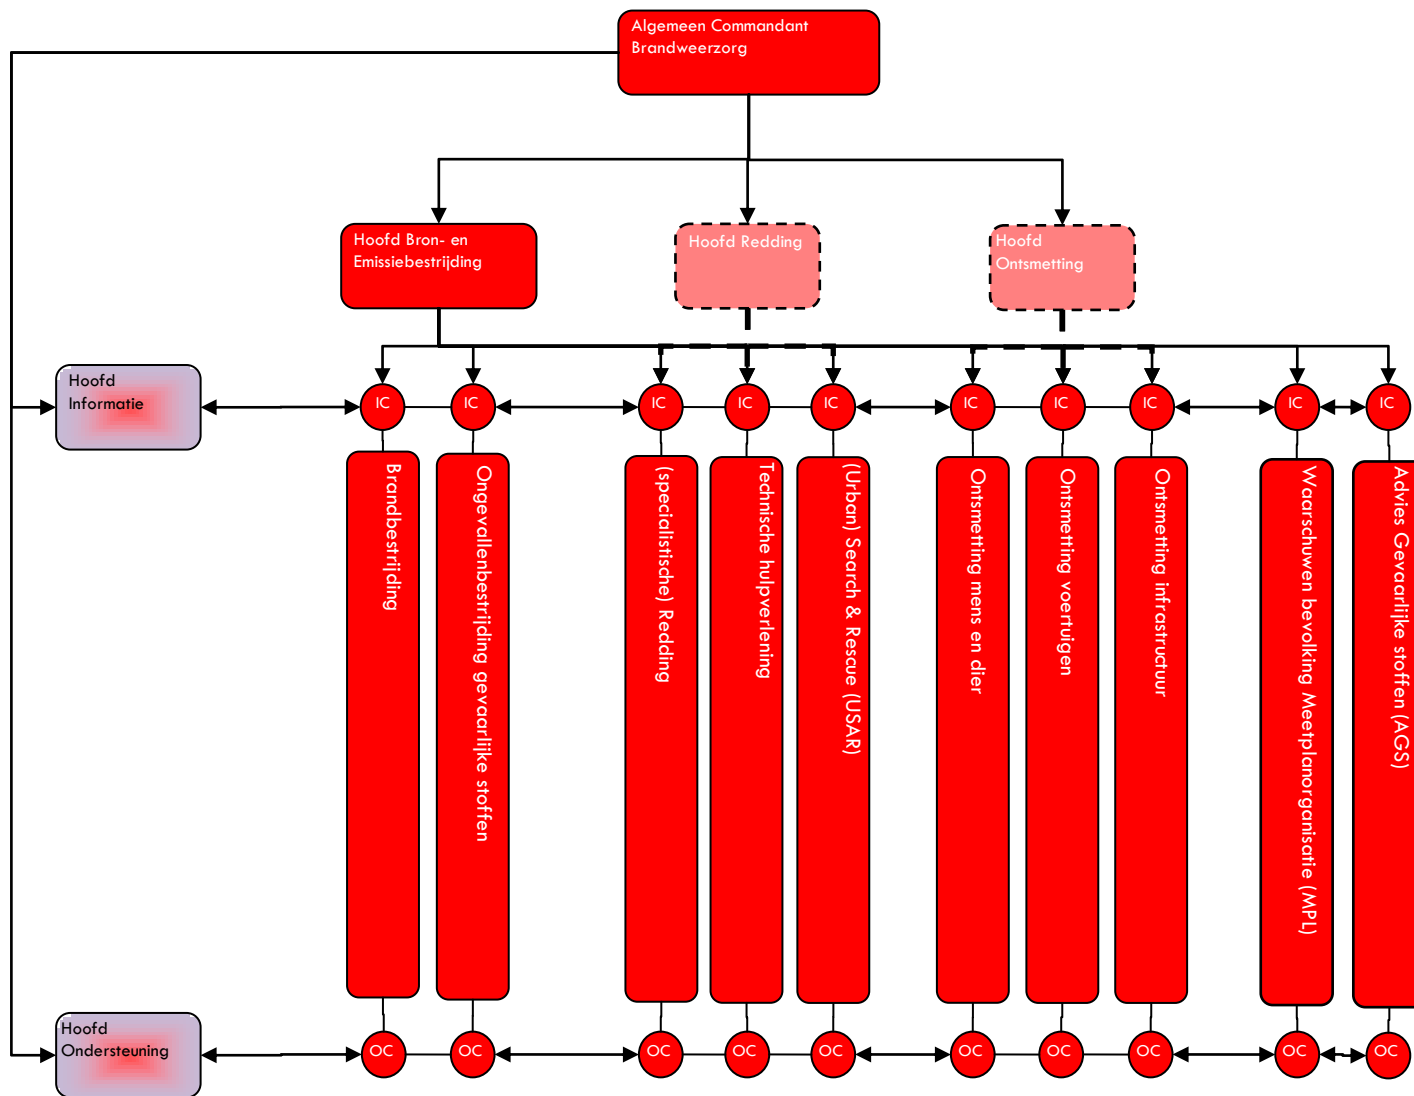 Algemeen Commandant
Brandweerzorg
Hoofd Bron- en
Emissiebestrijding
Hoofd Redding
Hoofd
Ontsmetting
Hoofd
Informatie
IC
IC
IC
IC
IC
IC
IC
IC
IC
IC
Brandbestrijding
Ongevallenbestrijding gevaarlijke stoffen
(specialistische) Redding
Technische hulpverlening
(Urban) Search & Rescue (USAR)
Ontsmetting mens en dier
Ontsmetting voertuigen
Ontsmetting infrastructuur
Waarschuwen bevolking Meetplanorganisatie (MPL)
Advies Gevaarlijke stoffen (AGS)
Hoofd
Ondersteuning
OC
OC
OC
OC
OC
OC
OC
OC
OC
OC